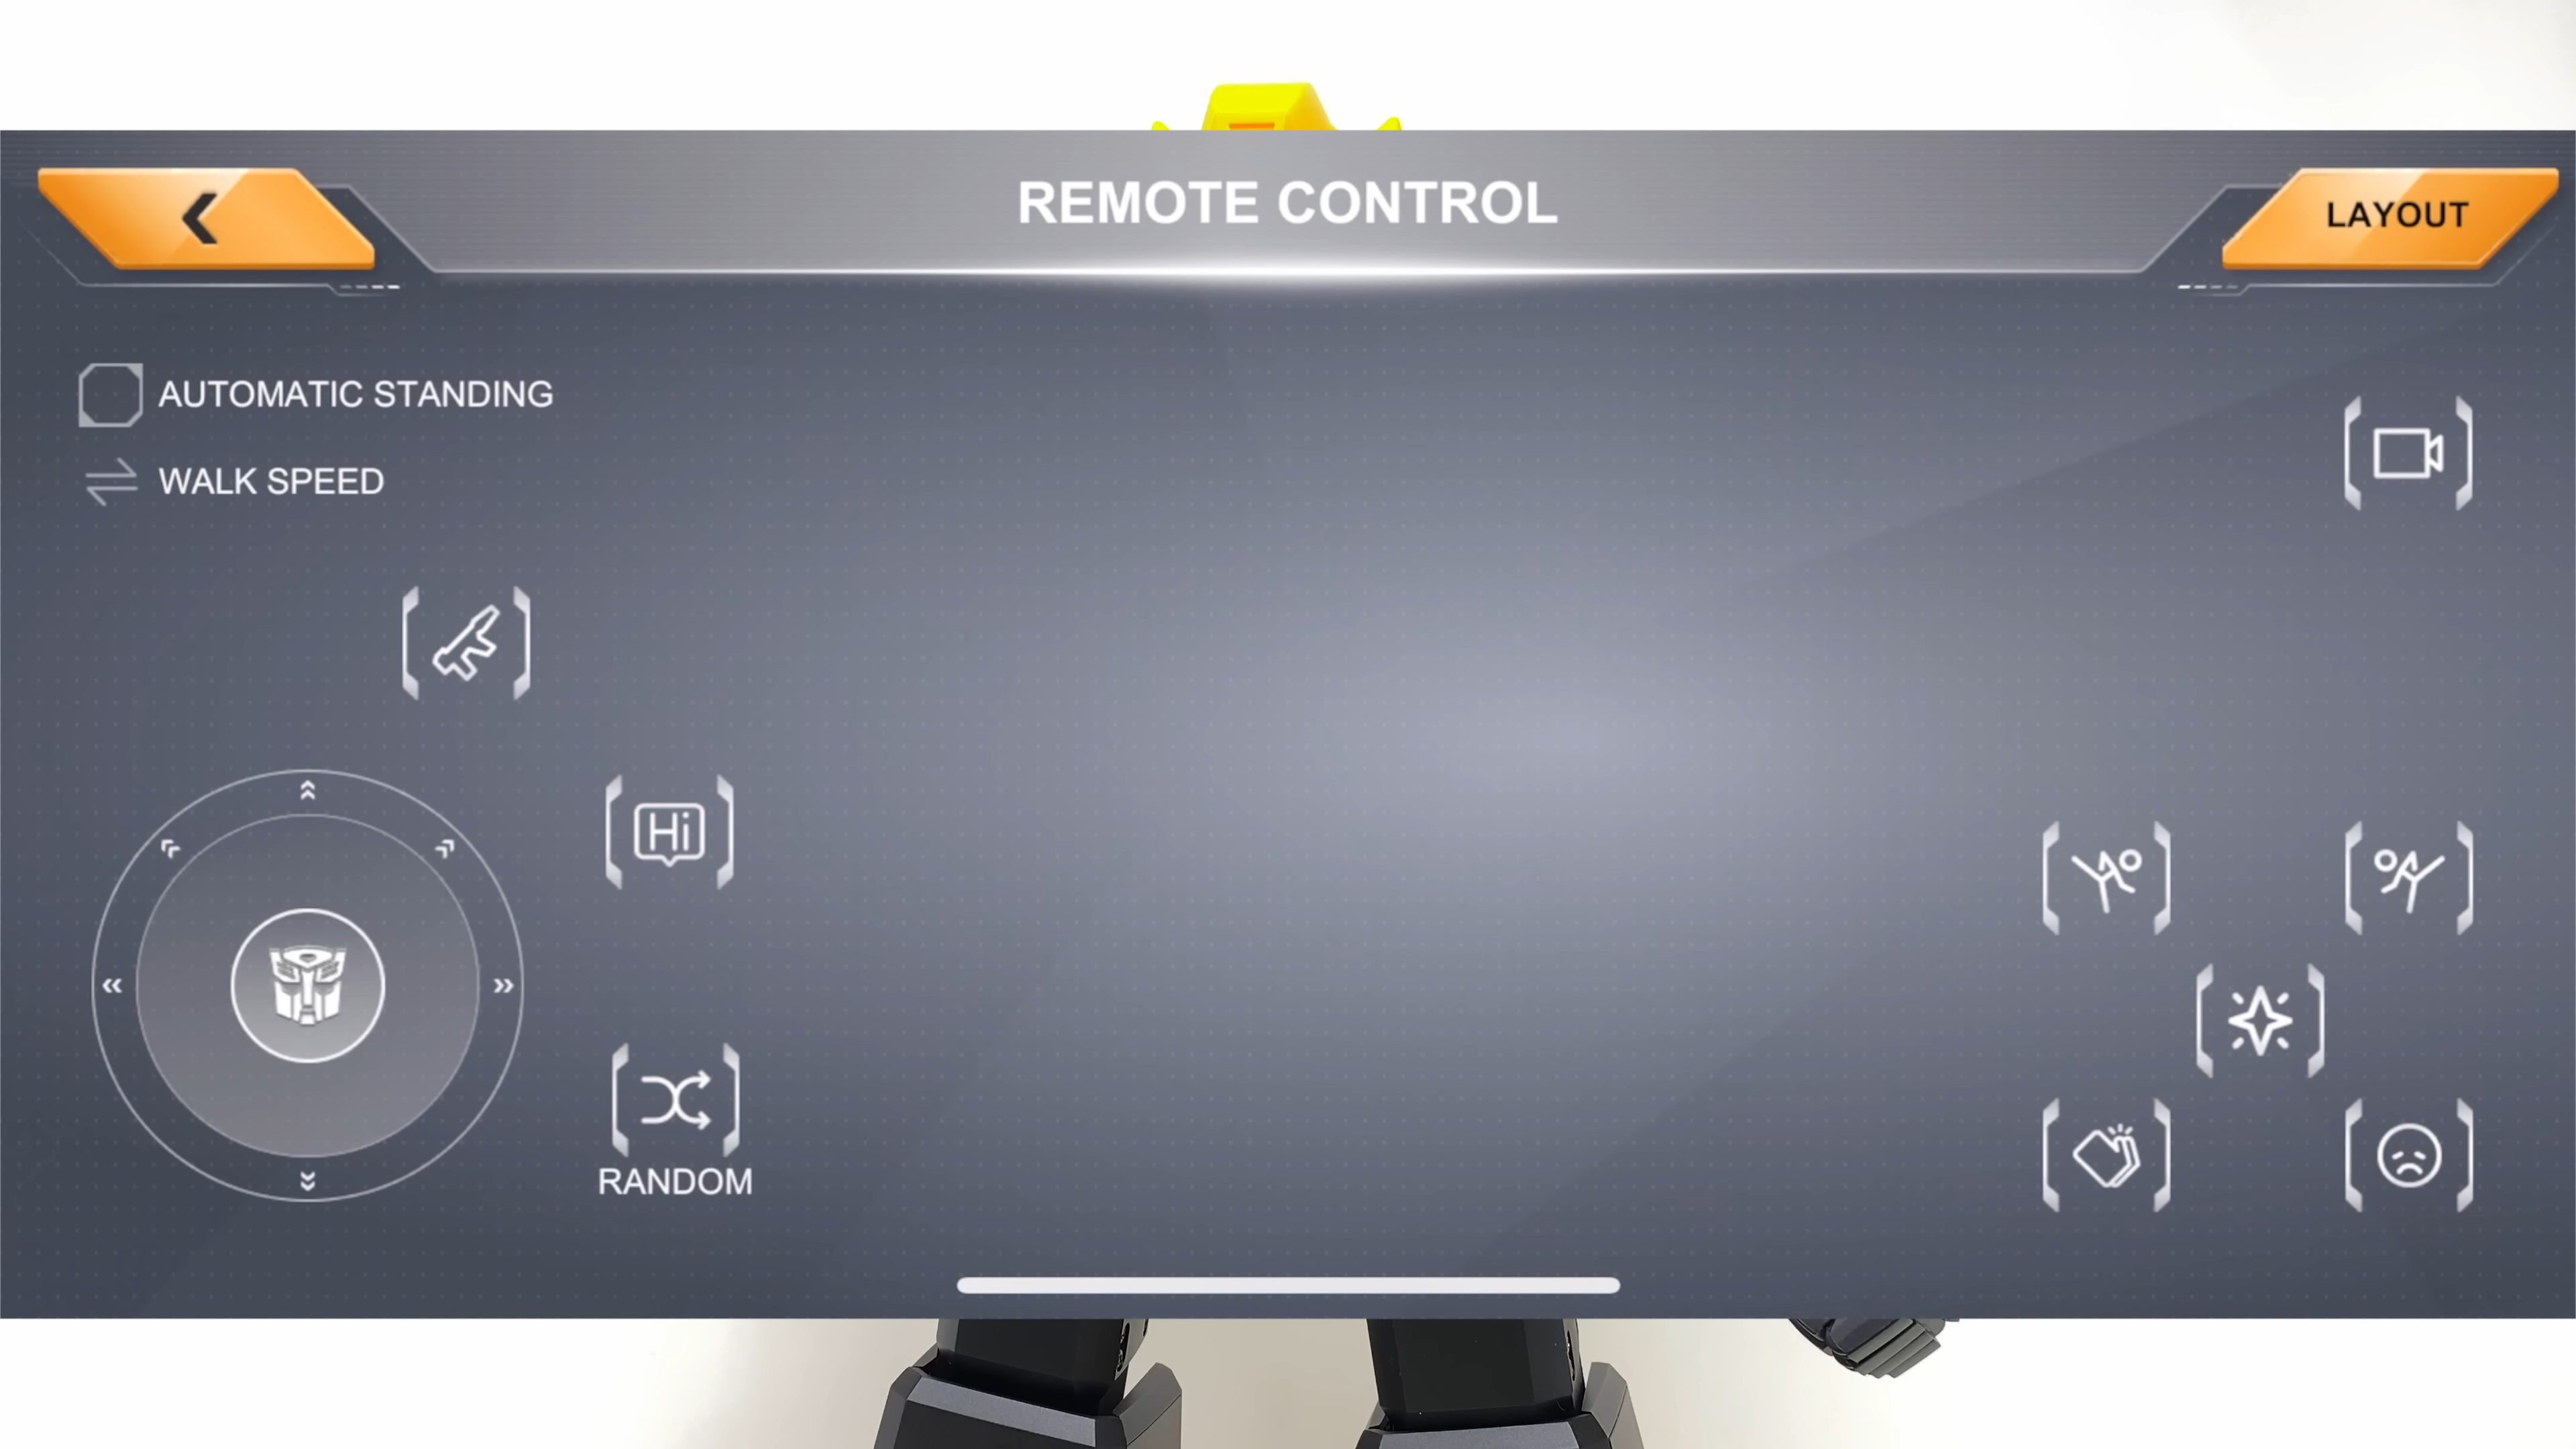 REMOTE CONTROL
LAYOUT
AUTOMATIC STANDING
WALK SPEED
Hi
RANDOM